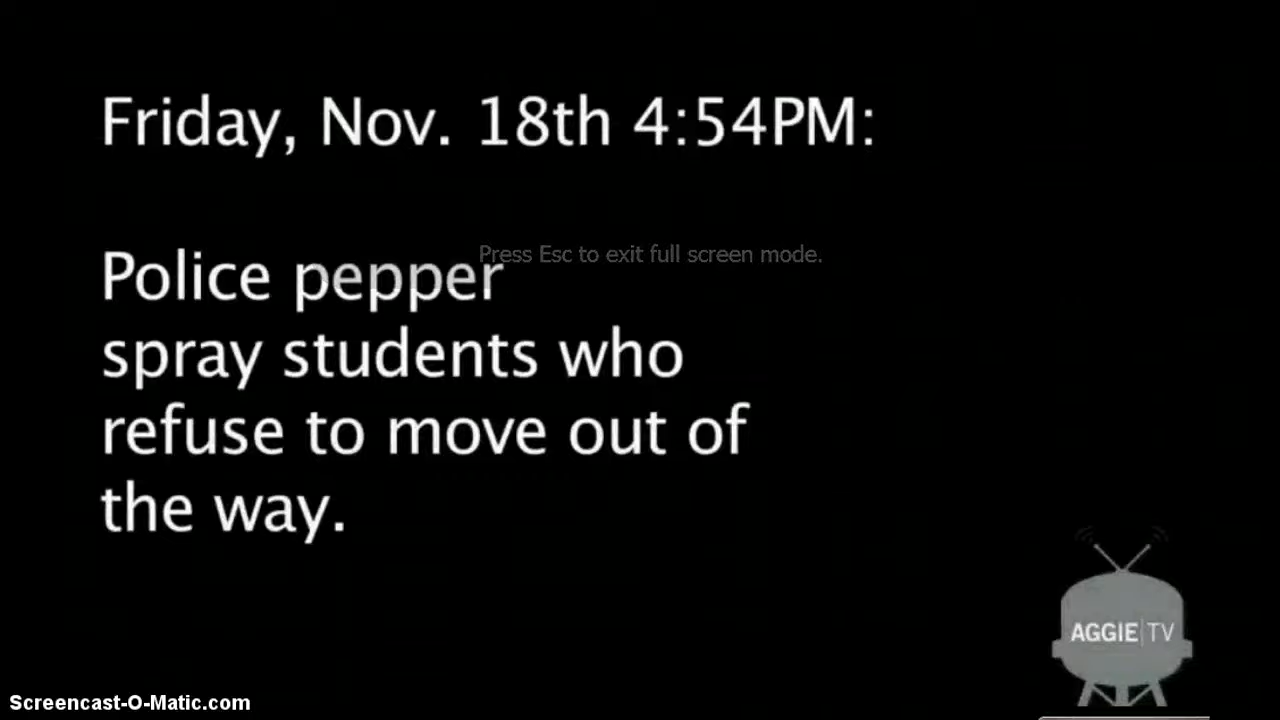 Friday, Nov. 18th 4:54PM:
Press Esc to exit full screen mode.
Police pepper
spray students who
refuse to move out of
the way.
AGGIE|TV
Screencast-O-Matic.com